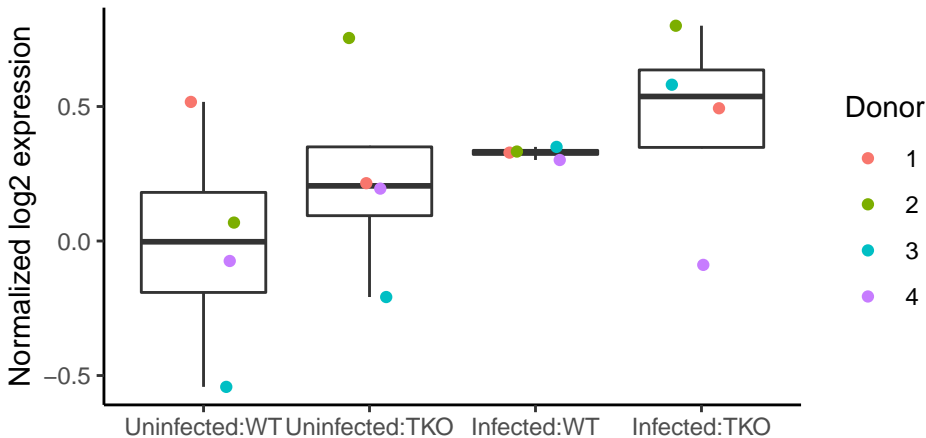 Normalized log2 expression
0.5
0.0
−0.5
Uninfected:WT
Uninfected:TKO
Infected:WT
Infected:TKO
Donor
1
2
3
4